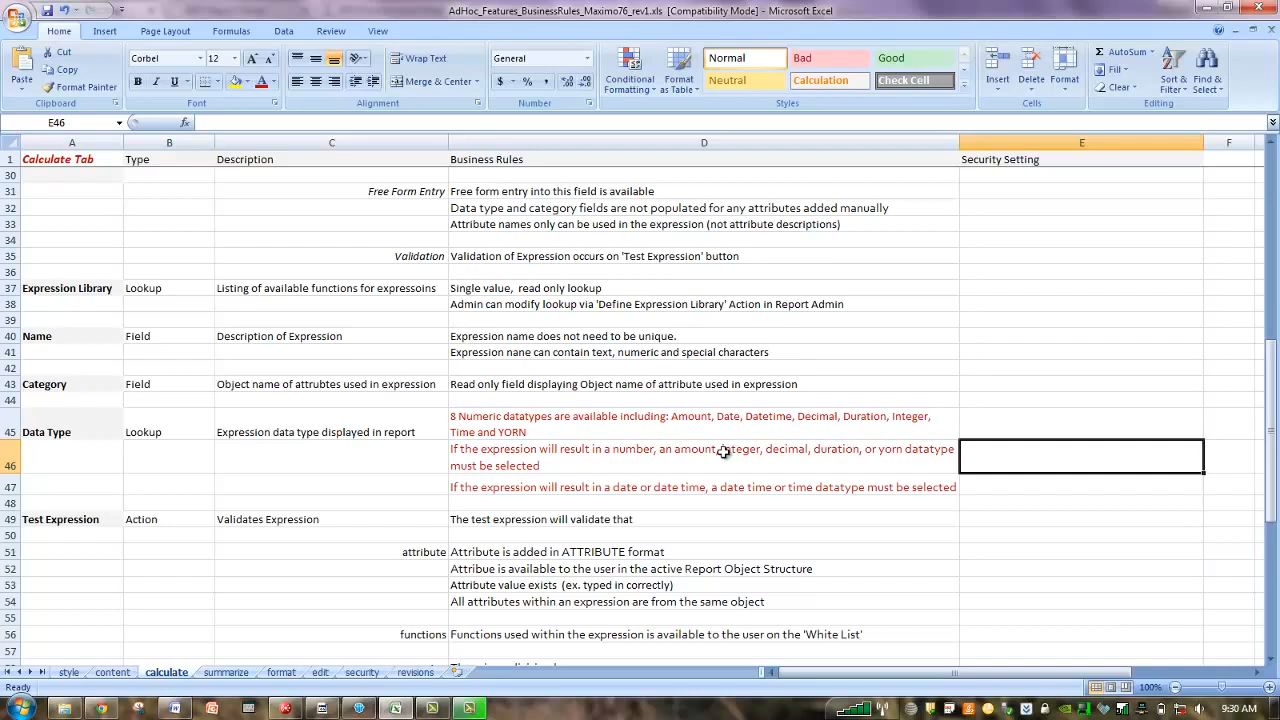 AdHoc_Features_BusinessRules_Maximo76_rev1.xls [Compatibility Mode] - Microsoft Excel
Home Insert Page Layout Formulas Data Review View
Cut
Copy
Format Painter
Paste
Clipboard
Corbel 12
B I U
Font
Wrap Text
Merge & Center
Alignment
General
$ % ,
Number
Conditional Formatting
Format as Table
Normal Bad Good
Neutral Calculation Check Cell
Styles
Insert Delete Format
Cells
AutoSum
Fill
Clear
Sort & Filter
Find & Select
Editing
E46 fx
A B C D E F
1 Calculate Tab Type Description Business Rules Security Setting
30
31 Free Form Entry Free form entry into this field is available
32 Data type and category fields are not populated for any attributes added manually
33 Attribute names only can be used in the expression (not attribute descriptions)
34
35 Validation Validation of Expression occurs on 'Test Expression' button
36
37 Expression Library Lookup Listing of available functions for expressoins Single value, read only lookup
38 Admin can modify lookup via 'Define Expression Library' Action in Report Admin
39
40 Name Field Description of Expression Expression name does not need to be unique.
41 Expression nane can contain text, numeric and special characters
42
43 Category Field Object name of attrubtes used in expression Read only field displaying Object name of attribute used in expression
44
8 Numeric datatypes are available including: Amount, Date, Datetime, Decimal, Duration, Integer,
45 Data Type Lookup Expression data type displayed in report Time and YORN
If the expression will result in a number, an amount, integer, decimal, duration, or yorn datatype
46 must be selected
47 If the expression will result in a date or date time, a date time or time datatype must be selected
48
49 Test Expression Action Validates Expression The test expression will validate that
50
51 attribute Attribute is added in ATTRIBUTE format
52 Attribue is available to the user in the active Report Object Structure
53 Attribute value exists (ex. typed in correctly)
54 All attributes within an expression are from the same object
55
56 functions Functions used within the expression is available to the user on the 'White List'
57
style content calculate summarize format edit security revisions
Ready 100%
9:30 AM